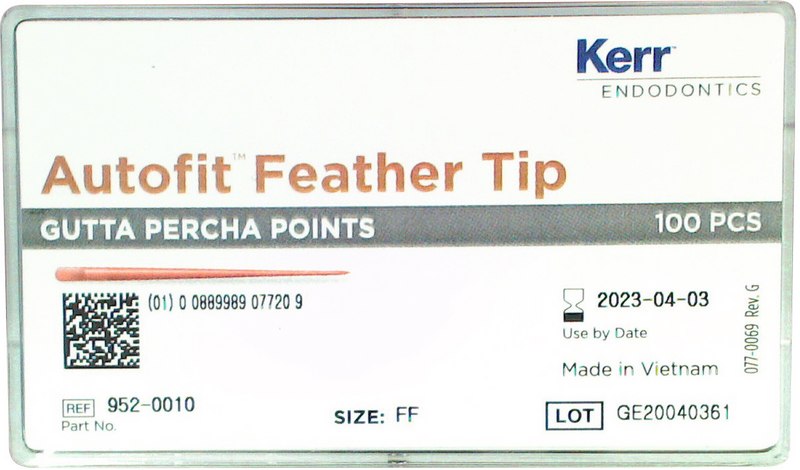 Kerr™
ENDODONTICS
Autofit™ Feather Tip
GUTTA PERCHA POINTS
100 PCS
(01) 0 0889989 07720 9
2023-04-03
Use by Date
077-0069 Rev. G
Made in Vietnam
REF 952-0010
Part No.
SIZE: FF
LOT GE20040361